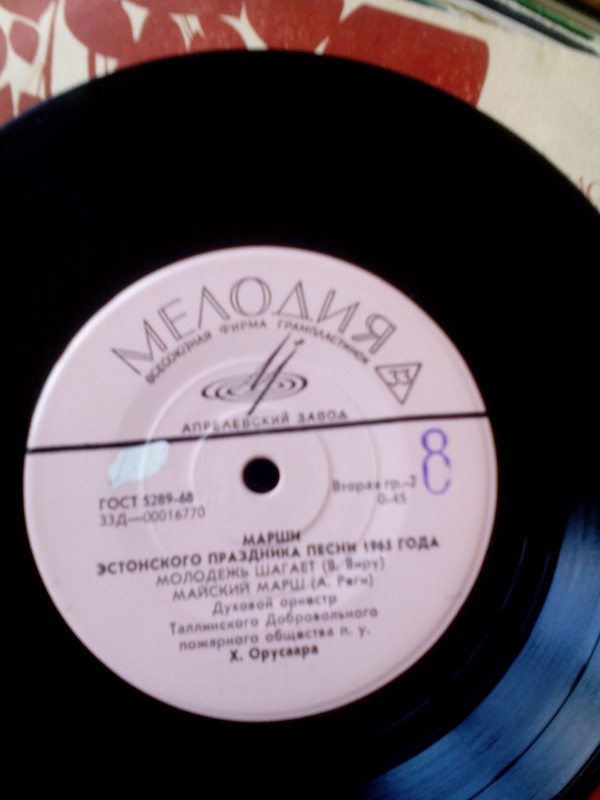 МЕЛОДИЯ
ВСЕСОЮЗНАЯ ФИРМА ГРАМПЛАСТИНОК
33
АПРЕЛЕВСКИЙ ЗАВОД
8
ГОСТ 5289-68
Вторая гр.-2
33Д—00016770
0-45
МАРШИ
ЭСТОНСКОГО ПРАЗДНИКА ПЕСНИ 1965 ГОДА
МОЛОДЕЖЬ ШАГАЕТ (В. Виру)
МАЙСКИЙ МАРШ (А. Реги)
Духовой оркестр
Таллинского Добровольного
пожарного общества п. у.
Х. Орусаара